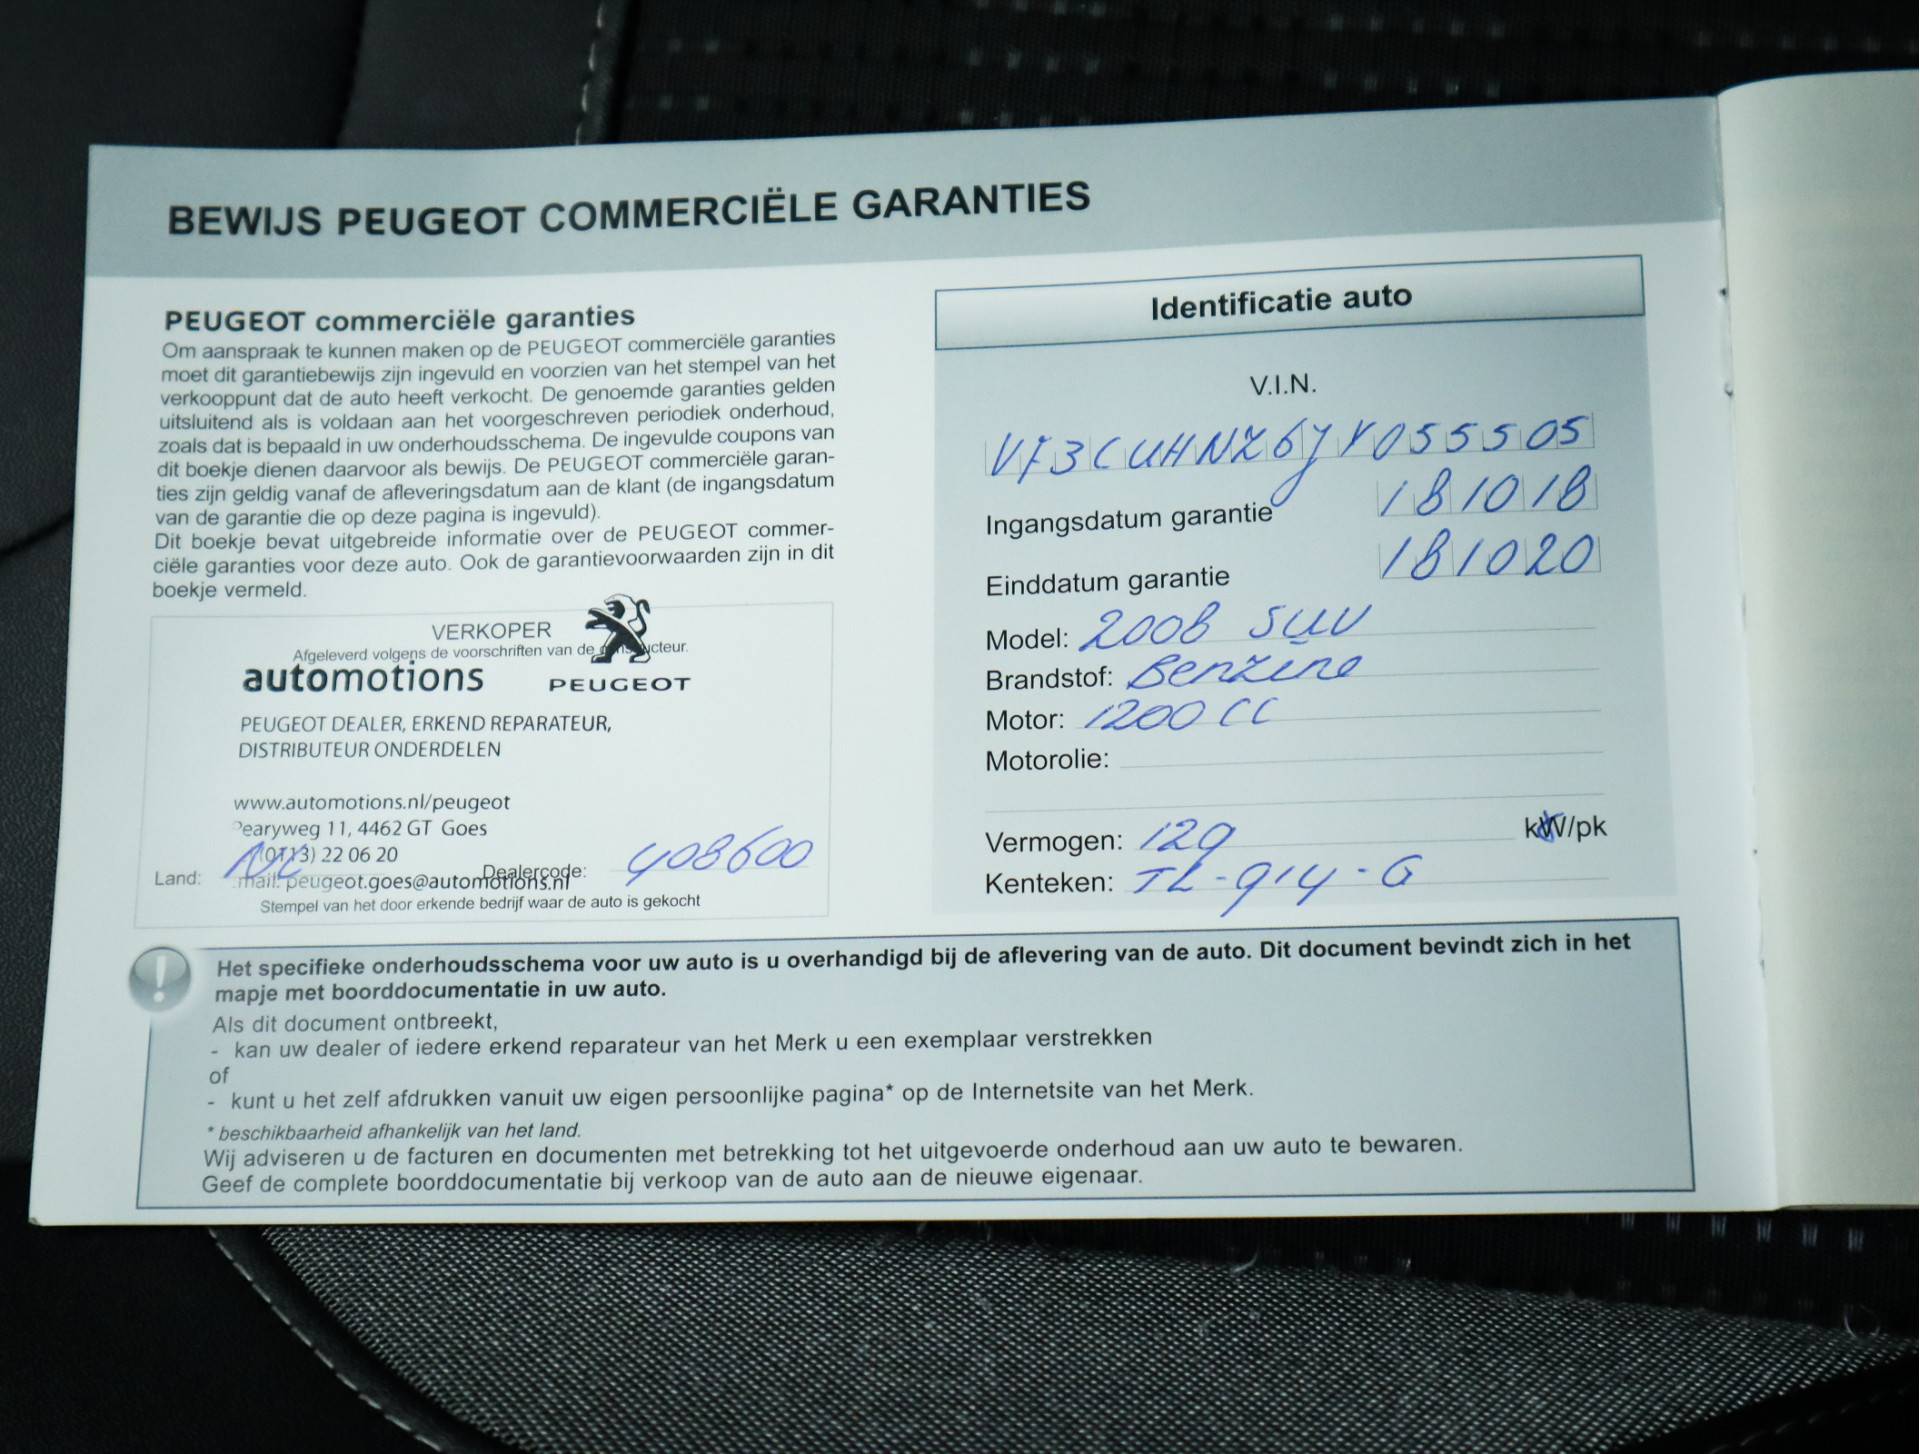 BEWIJS PEUGEOT COMMERCIËLE GARANTIES
PEUGEOT commerciële garanties
Om aanspraak te kunnen maken op de PEUGEOT commerciële garanties
moet dit garantiebewijs zijn ingevuld en voorzien van het stempel van het
verkooppunt dat de auto heeft verkocht. De genoemde garanties gelden
uitsluitend als is voldaan aan het voorgeschreven periodiek onderhoud,
zoals dat is bepaald in uw onderhoudsschema. De ingevulde coupons van
dit boekje dienen daarvoor als bewijs. De PEUGEOT commerciële garan-
ties zijn geldig vanaf de afleveringsdatum aan de klant (de ingangsdatum
van de garantie die op deze pagina is ingevuld).
Dit boekje bevat uitgebreide informatie over de PEUGEOT commer-
ciële garanties voor deze auto. Ook de garantievoorwaarden zijn in dit
boekje vermeld.
VERKOPER
Afgeleverd volgens de voorschriften van de
automotions PEUGEOT
PEUGEOT DEALER, ERKEND REPARATEUR,
DISTRIBUTEUR ONDERDELEN
www.automotions.nl/peugeot
Pearyweg 11, 4462 GT Goes
(0113) 22 06 20
Land: NL Dealercode: 408600
mail: peugeot.goes@automotions.nl
Stempel van het door erkende bedrijf waar de auto is gekocht
Identificatie auto
V.I.N.
VF3CUHNZ6JY055505
Ingangsdatum garantie 181018
Einddatum garantie 181020
Model: 2008 SUV
Brandstof: Benzine
Motor: 1200 CC
Motorolie:
Vermogen: 129 kW/pk
Kenteken: TL-914-G
Het specifieke onderhoudsschema voor uw auto is u overhandigd bij de aflevering van de auto. Dit document bevindt zich in het
mapje met boorddocumentatie in uw auto.
Als dit document ontbreekt,
- kan uw dealer of iedere erkend reparateur van het Merk u een exemplaar verstrekken
of
- kunt u het zelf afdrukken vanuit uw eigen persoonlijke pagina* op de Internetsite van het Merk.
* beschikbaarheid afhankelijk van het land.
Wij adviseren u de facturen en documenten met betrekking tot het uitgevoerde onderhoud aan uw auto te bewaren.
Geef de complete boorddocumentatie bij verkoop van de auto aan de nieuwe eigenaar.